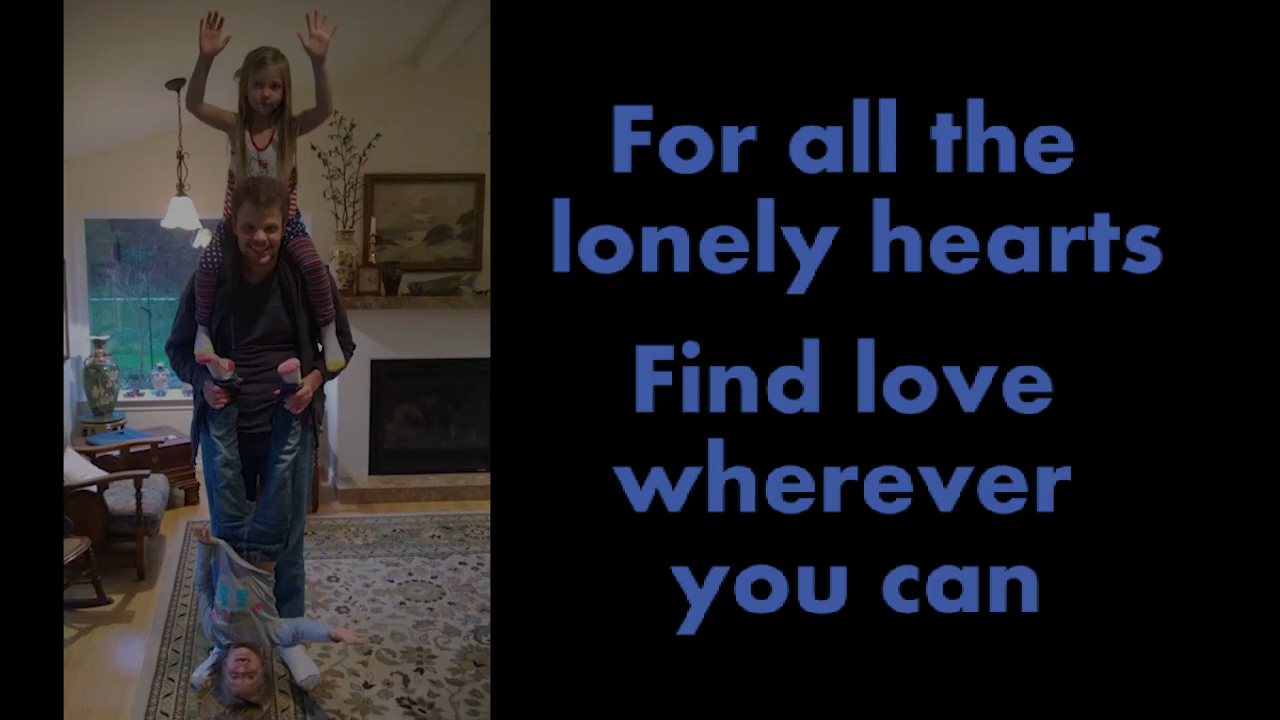 For all the
lonely hearts
Find love
wherever
you can